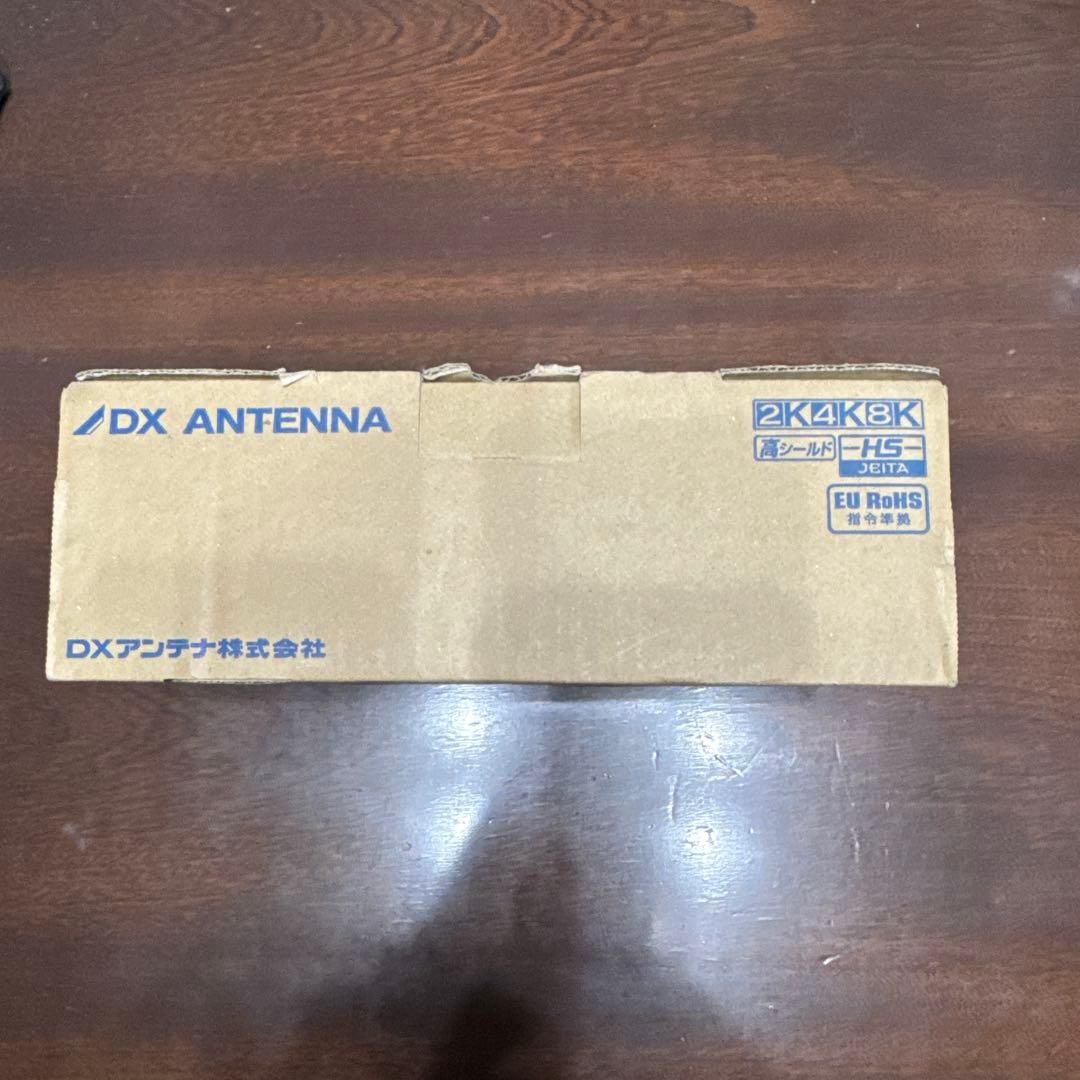 DX ANTENNA
2K4K8K
高シールド
HS
JEITA
EU RoHS
指令準拠
DXアンテナ株式会社